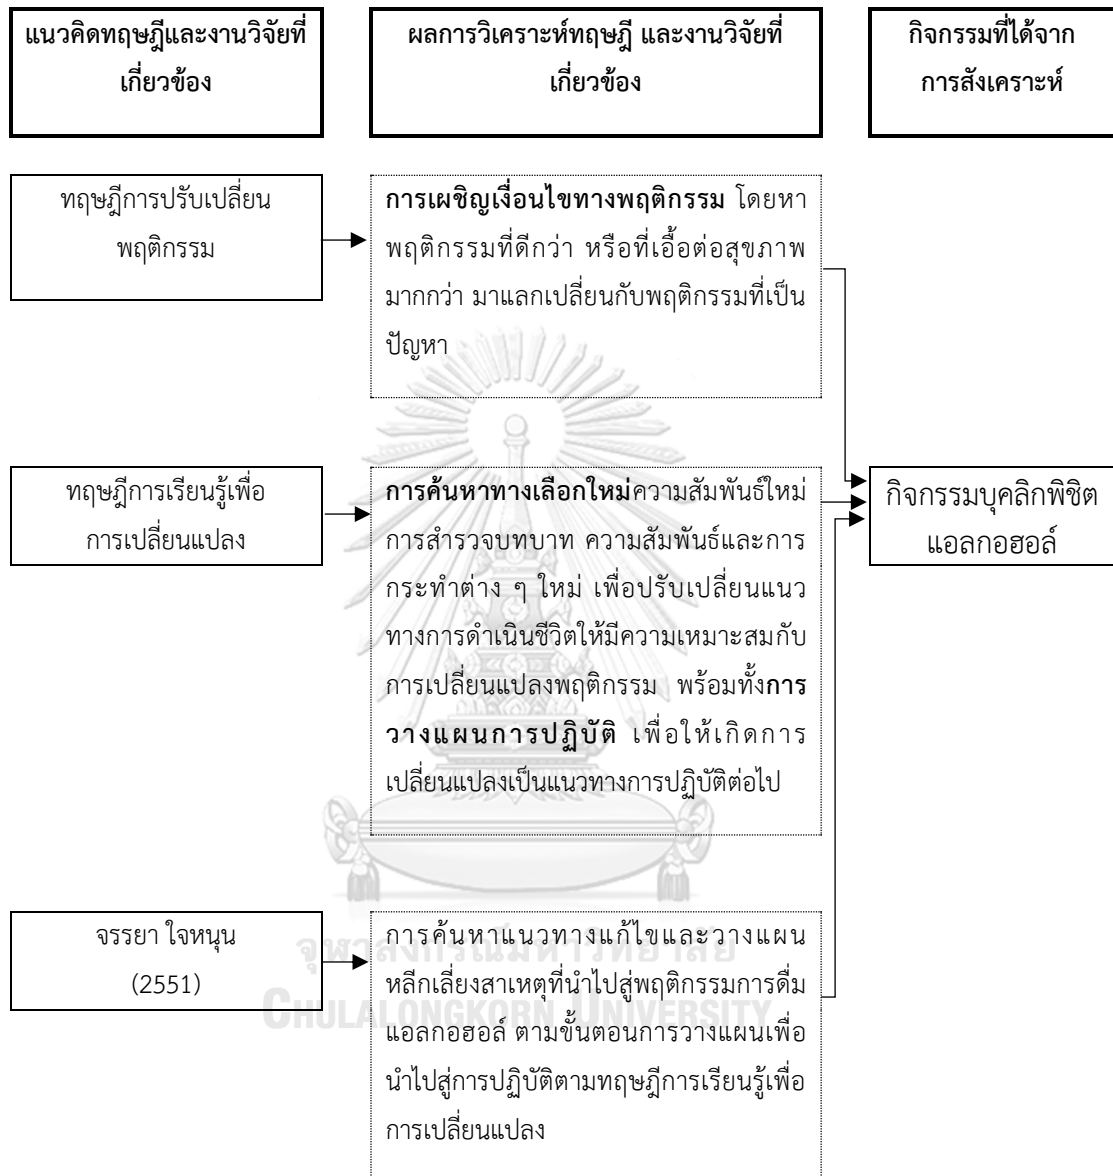 แนวคิดทฤษฎีและงานวิจัยที่
เกี่ยวข้อง
ผลการวิเคราะห์ทฤษฎี และงานวิจัยที่
เกี่ยวข้อง
กิจกรรมที่ได้จาก
การสังเคราะห์
ทฤษฎีการปรับเปลี่ยน
พฤติกรรม
การเผชิญเงื่อนไขทางพฤติกรรม โดยหา
พฤติกรรมที่ดีกว่า หรือที่เอื้อต่อสุขภาพ
มากกว่า มาแลกเปลี่ยนกับพฤติกรรมที่เป็น
ปัญหา
ทฤษฎีการเรียนรู้เพื่อ
การเปลี่ยนแปลง
การค้นหาทางเลือกใหม่ความสัมพันธ์ใหม่
การสำรวจบทบาท ความสัมพันธ์และการ
กระทำต่าง ๆ ใหม่ เพื่อปรับเปลี่ยนแนว
ทางการดำเนินชีวิตให้มีความเหมาะสมกับ
การเปลี่ยนแปลงพฤติกรรม พร้อมทั้งการ
วางแผนการปฏิบัติ เพื่อให้เกิดการ
เปลี่ยนแปลงเป็นแนวทางการปฏิบัติต่อไป
กิจกรรมบุคลิกพิชิต
แอลกอฮอล์
จรรยา ใจหนุน
(2551)
การค้นหาแนวทางแก้ไขและวางแผน
หลีกเลี่ยงสาเหตุที่นำไปสู่พฤติกรรมการดื่ม
แอลกอฮอล์ ตามขั้นตอนการวางแผนเพื่อ
นำไปสู่การปฏิบัติตามทฤษฎีการเรียนรู้เพื่อ
การเปลี่ยนแปลง
จุฬาลงกรณ์มหาวิทยาลัย
CHULALONGKORN UNIVERSITY